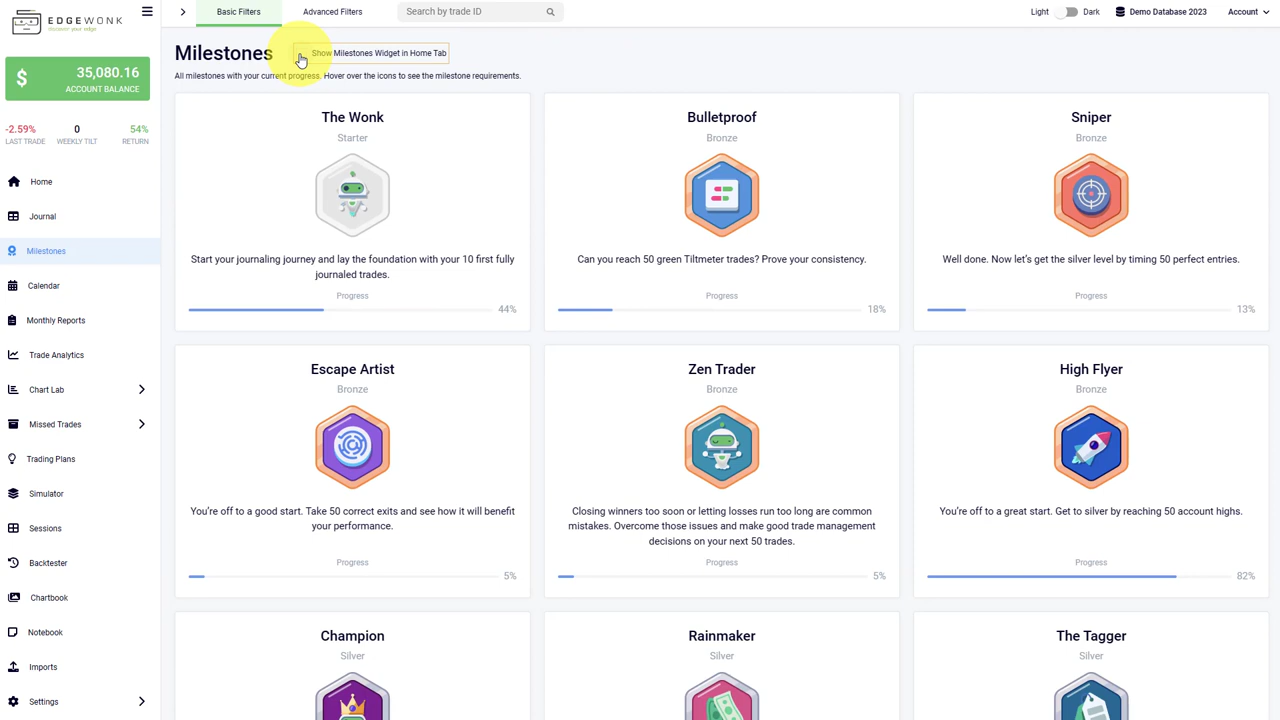 EDGEWONK
discover your edge
Basic Filters
Advanced Filters
Search by trade ID
Light
Dark
Demo Database 2023
Account
$
35,080.16
ACCOUNT BALANCE
-2.59%
LAST TRADE
0
WEEKLY TILT
54%
RETURN
Home
Journal
Milestones
Calendar
Monthly Reports
Trade Analytics
Chart Lab
Missed Trades
Trading Plans
Simulator
Sessions
Backtester
Chartbook
Notebook
Imports
Settings
Milestones
Show Milestones Widget in Home Tab
All milestones with your current progress. Hover over the icons to see the milestone requirements.
The Wonk
Starter
Start your journaling journey and lay the foundation with your 10 first fully
journaled trades.
Progress
44%
Bulletproof
Bronze
Can you reach 50 green Tiltmeter trades? Prove your consistency.
Progress
18%
Sniper
Bronze
Well done. Now let's get the silver level by timing 50 perfect entries.
Progress
13%
Escape Artist
Bronze
You're off to a good start. Take 50 correct exits and see how it will benefit
your performance.
Progress
5%
Zen Trader
Bronze
Closing winners too soon or letting losses run too long are common
mistakes. Overcome those issues and make good trade management
decisions on your next 50 trades.
Progress
5%
High Flyer
Bronze
You're off to a great start. Get to silver by reaching 50 account highs.
Progress
82%
Champion
Silver
Rainmaker
Silver
The Tagger
Silver